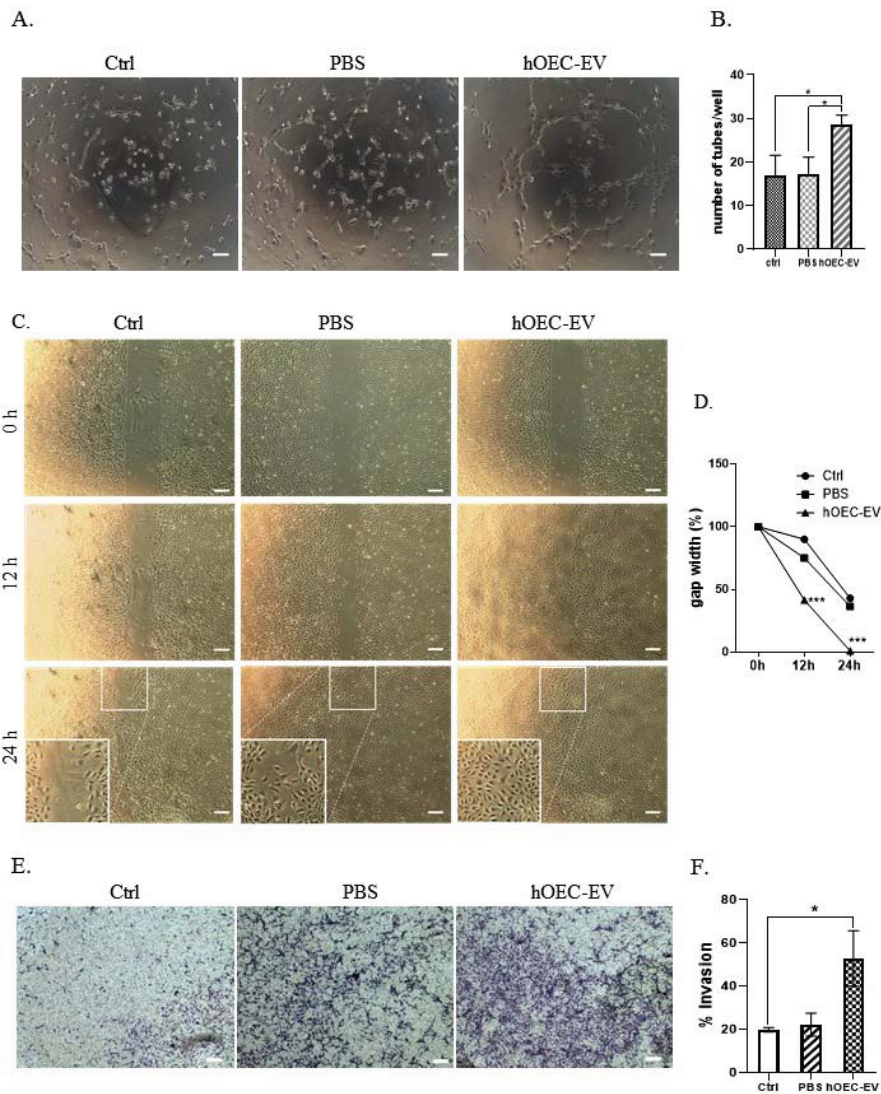 A.
Ctrl PBS hOEC-EV
B.
number of tubes/well
40
30
20
10
0
*
*
ctrl PBS hOEC-EV
C.
Ctrl PBS hOEC-EV
0 h
12 h
24 h
D.
gap width (%)
150
100
50
0
Ctrl
PBS
hOEC-EV
***
***
0h 12h 24h
E.
Ctrl PBS hOEC-EV
F.
% Invasion
80
60
40
20
0
*
Ctrl PBS hOEC-EV